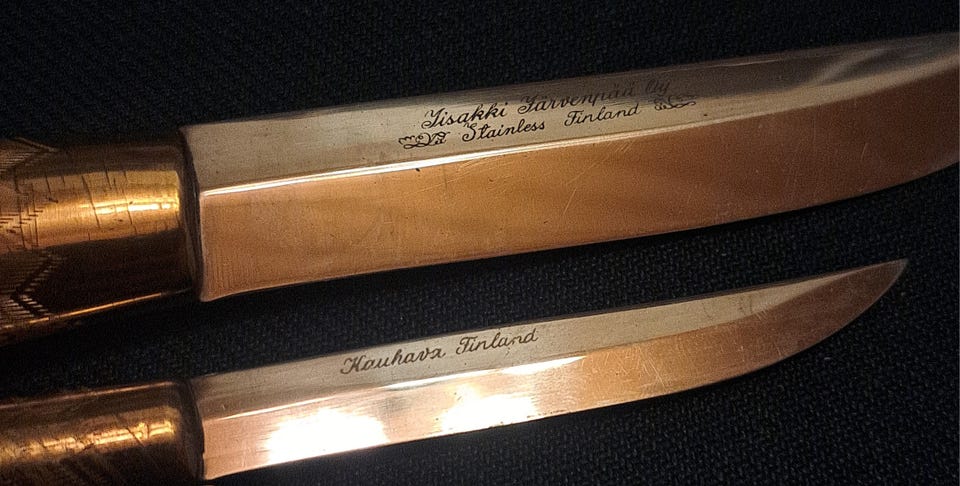 Iisakki Järvenpää Oy
Stainless Finland
Kauhava Finland